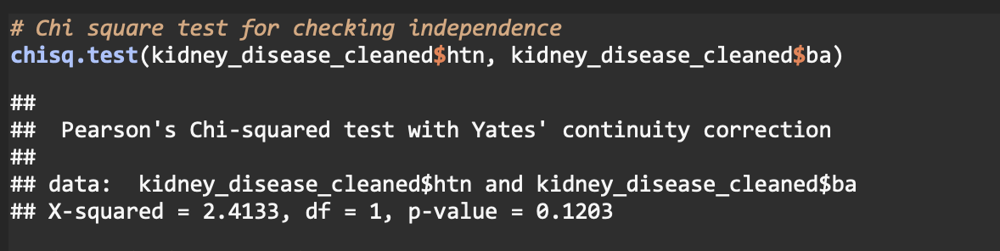 # Chi square test for checking independence
chisq.test(kidney_disease_cleaned$htn, kidney_disease_cleaned$ba)
##
##  Pearson's Chi-squared test with Yates' continuity correction
##
## data:  kidney_disease_cleaned$htn and kidney_disease_cleaned$ba
## X-squared = 2.4133, df = 1, p-value = 0.1203